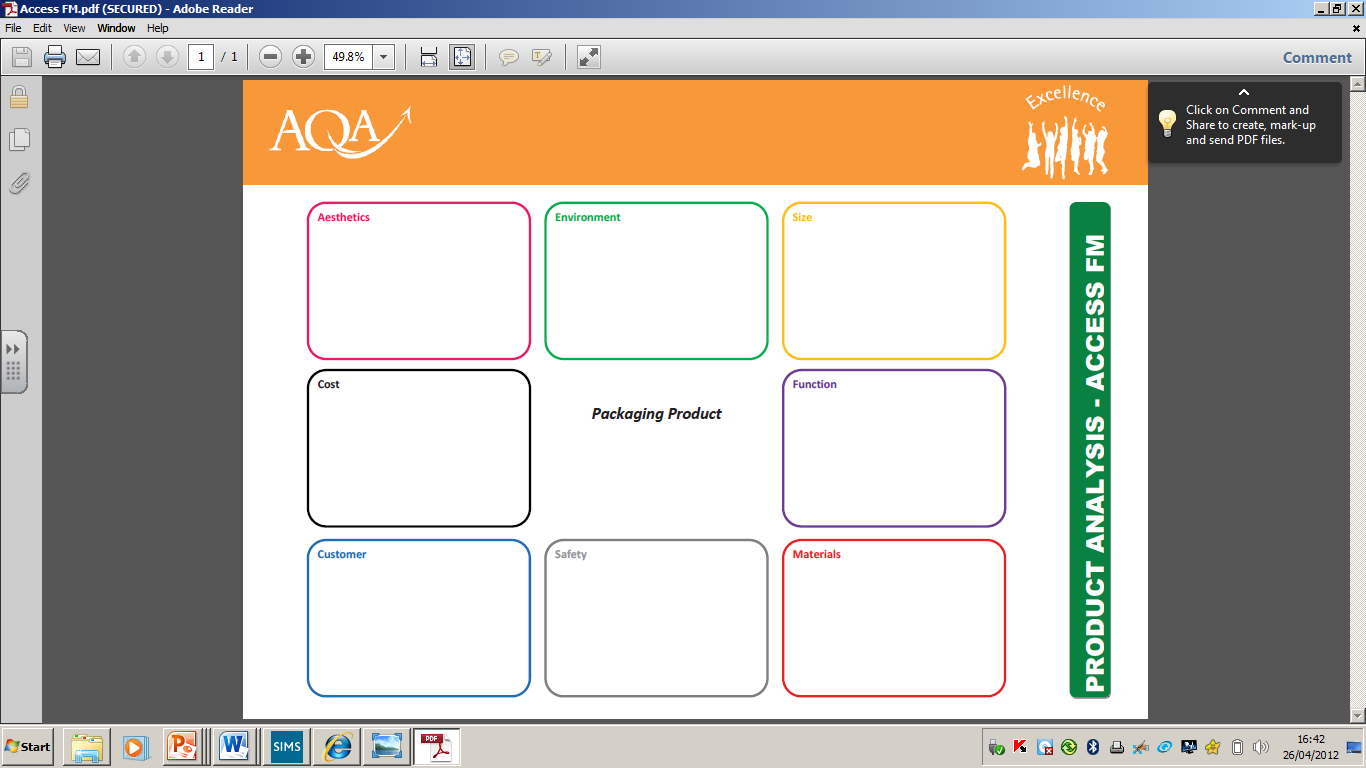 Access FM.pdf (SECURED) - Adobe Reader
File Edit View Window Help
1 / 1 49.8% Comment
AQA
Excellence
Click on Comment and
Share to create, mark-up
and send PDF files.
Aesthetics
Environment
Size
Cost
Packaging Product
Function
Customer
Safety
Materials
PRODUCT ANALYSIS - ACCESS FM
Start
SIMS
PDF
16:42
26/04/2012